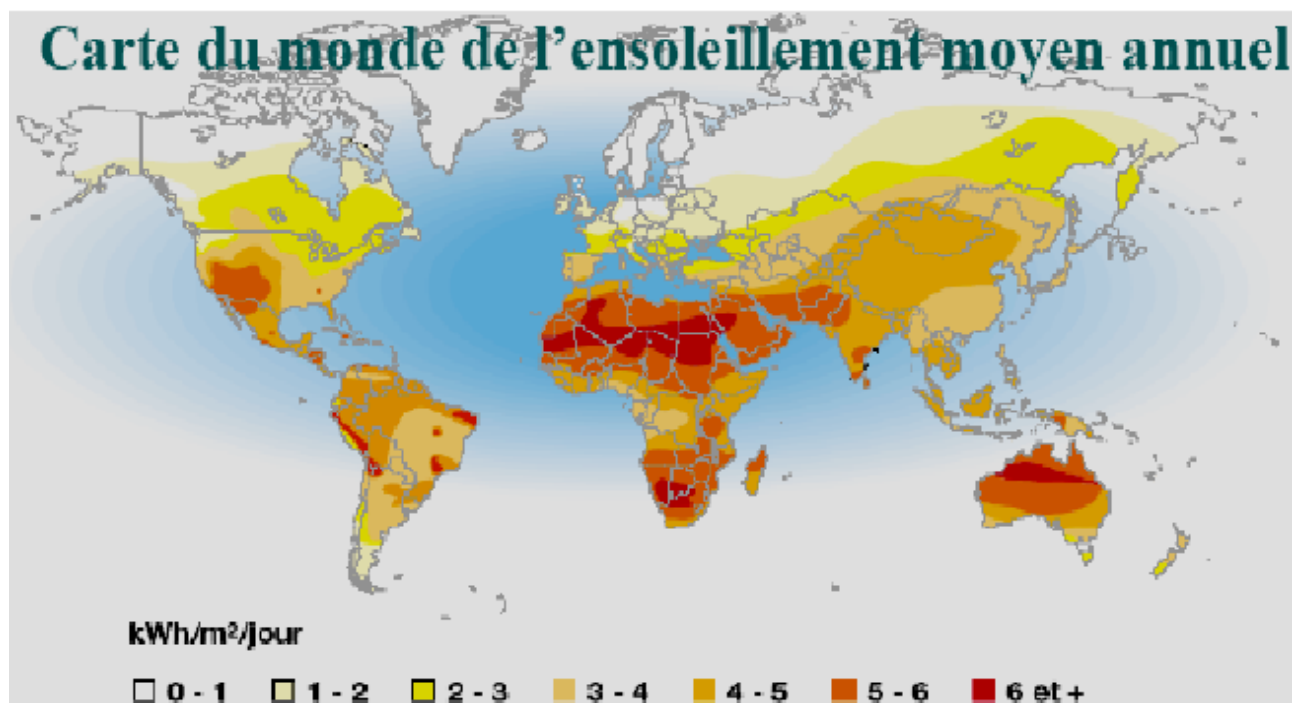 Carte du monde de l'ensoleillement moyen annuel
kWh/m²/jour
0 - 1 1 - 2 2 - 3 3 - 4 4 - 5 5 - 6 6 et +